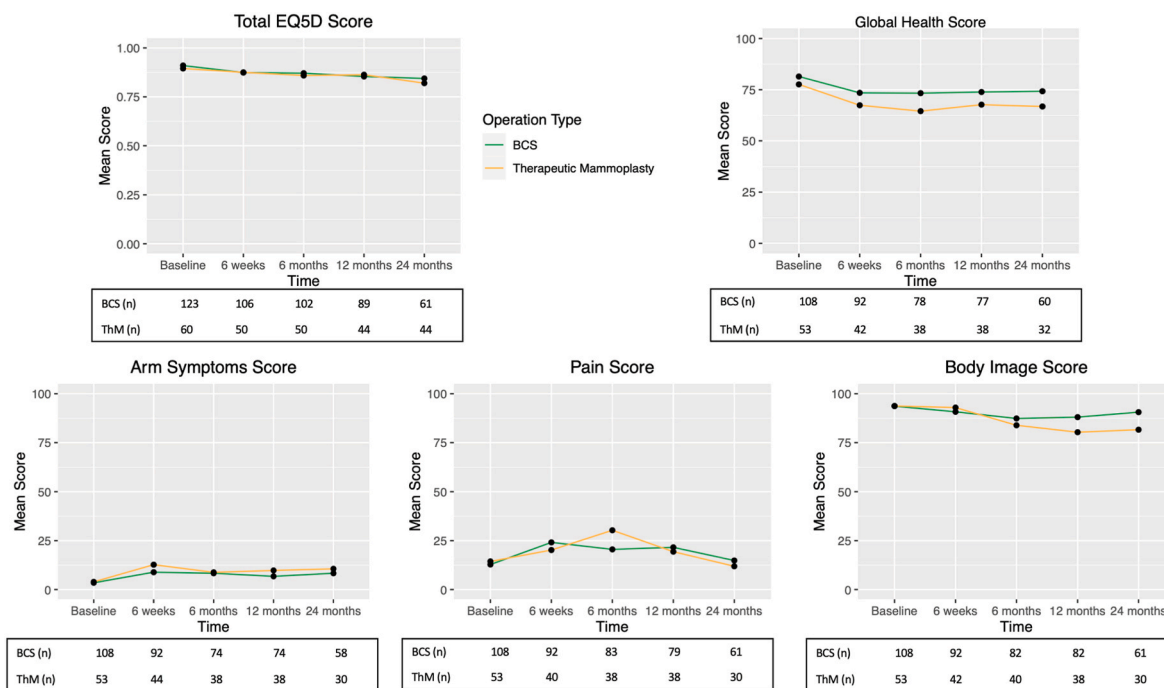 Total EQ5D Score
1.00
0.75
0.50
0.25
0.00
Mean Score
Baseline 6 weeks 6 months 12 months 24 months
Time
BCS (n) 123 106 102 89 61
ThM (n) 60 50 50 44 44
Operation Type
BCS
Therapeutic Mammoplasty
Global Health Score
100
75
50
25
0
Mean Score
Baseline 6 weeks 6 months 12 months 24 months
Time
BCS (n) 108 92 78 77 60
ThM (n) 53 42 38 38 32
Arm Symptoms Score
100
75
50
25
0
Mean Score
Baseline 6 weeks 6 months 12 months 24 months
Time
BCS (n) 108 92 74 74 58
ThM (n) 53 44 38 38 30
Pain Score
100
75
50
25
0
Mean Score
Baseline 6 weeks 6 months 12 months 24 months
Time
BCS (n) 108 92 83 79 61
ThM (n) 53 40 38 38 30
Body Image Score
100
75
50
25
0
Mean Score
Baseline 6 weeks 6 months 12 months 24 months
Time
BCS (n) 108 92 82 82 61
ThM (n) 53 42 40 38 30